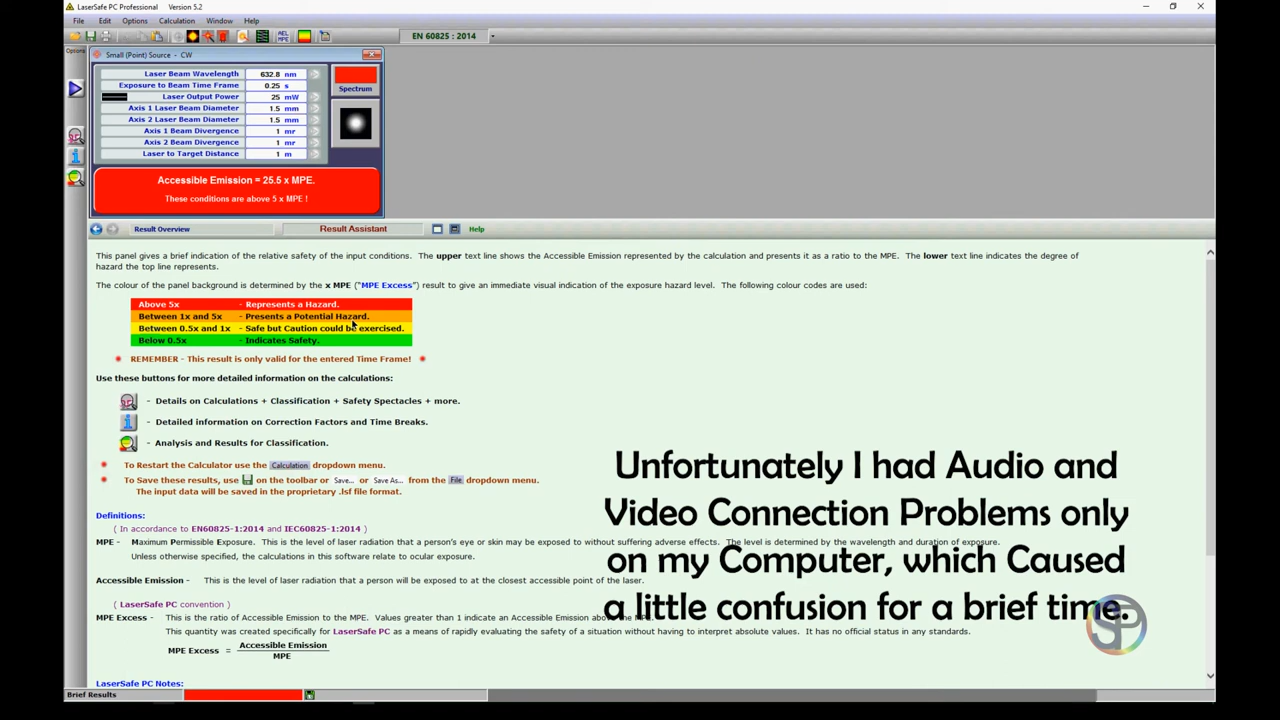 LaserSafe PC Professional Version 5.2
File Edit Options Calculation Window Help
AEL
MPE
EN 60825 : 2014
Options
Small (Point) Source - CW
Laser Beam Wavelength 632.8 nm
Exposure to Beam Time Frame 0.25 s
Laser Output Power 25 mW
Axis 1 Laser Beam Diameter 1.5 mm
Axis 2 Laser Beam Diameter 1.5 mm
Axis 1 Beam Divergence 1 mr
Axis 2 Beam Divergence 1 mr
Laser to Target Distance 1 m
Spectrum
Accessible Emission = 25.5 x MPE.
These conditions are above 5 x MPE !
Result Overview Result Assistant Help
This panel gives a brief indication of the relative safety of the input conditions. The upper text line shows the Accessible Emission represented by the calculation and presents it as a ratio to the MPE. The lower text line indicates the degree of
hazard the top line represents.
The colour of the panel background is determined by the x MPE ("MPE Excess") result to give an immediate visual indication of the exposure hazard level. The following colour codes are used:
Above 5x - Represents a Hazard.
Between 1x and 5x - Presents a Potential Hazard.
Between 0.5x and 1x - Safe but Caution could be exercised.
Below 0.5x - Indicates Safety.
REMEMBER - This result is only valid for the entered Time Frame!
Use these buttons for more detailed information on the calculations:
- Details on Calculations + Classification + Safety Spectacles + more.
- Detailed information on Correction Factors and Time Breaks.
- Analysis and Results for Classification.
To Restart the Calculator use the Calculation dropdown menu.
To Save these results, use on the toolbar or Save... or Save As... from the File dropdown menu.
The input data will be saved in the proprietary .lsf file format.
Unfortunately I had Audio and
Video Connection Problems only
on my Computer, which Caused
a little confusion for a brief time.
Definitions:
( In accordance to EN60825-1:2014 and IEC60825-1:2014 )
MPE - Maximum Permissible Exposure. This is the level of laser radiation that a person's eye or skin may be exposed to without suffering adverse effects. The level is determined by the wavelength and duration of exposure.
Unless otherwise specified, the calculations in this software relate to ocular exposure.
Accessible Emission - This is the level of laser radiation that a person will be exposed to at the closest accessible point of the laser.
( LaserSafe PC convention )
MPE Excess - This is the ratio of Accessible Emission to the MPE. Values greater than 1 indicate an Accessible Emission above the MPE.
This quantity was created specifically for LaserSafe PC as a means of rapidly evaluating the safety of a situation without having to interpret absolute values. It has no official status in any standards.
MPE Excess = Accessible Emission
MPE
LaserSafe PC Notes:
Brief Results
SP